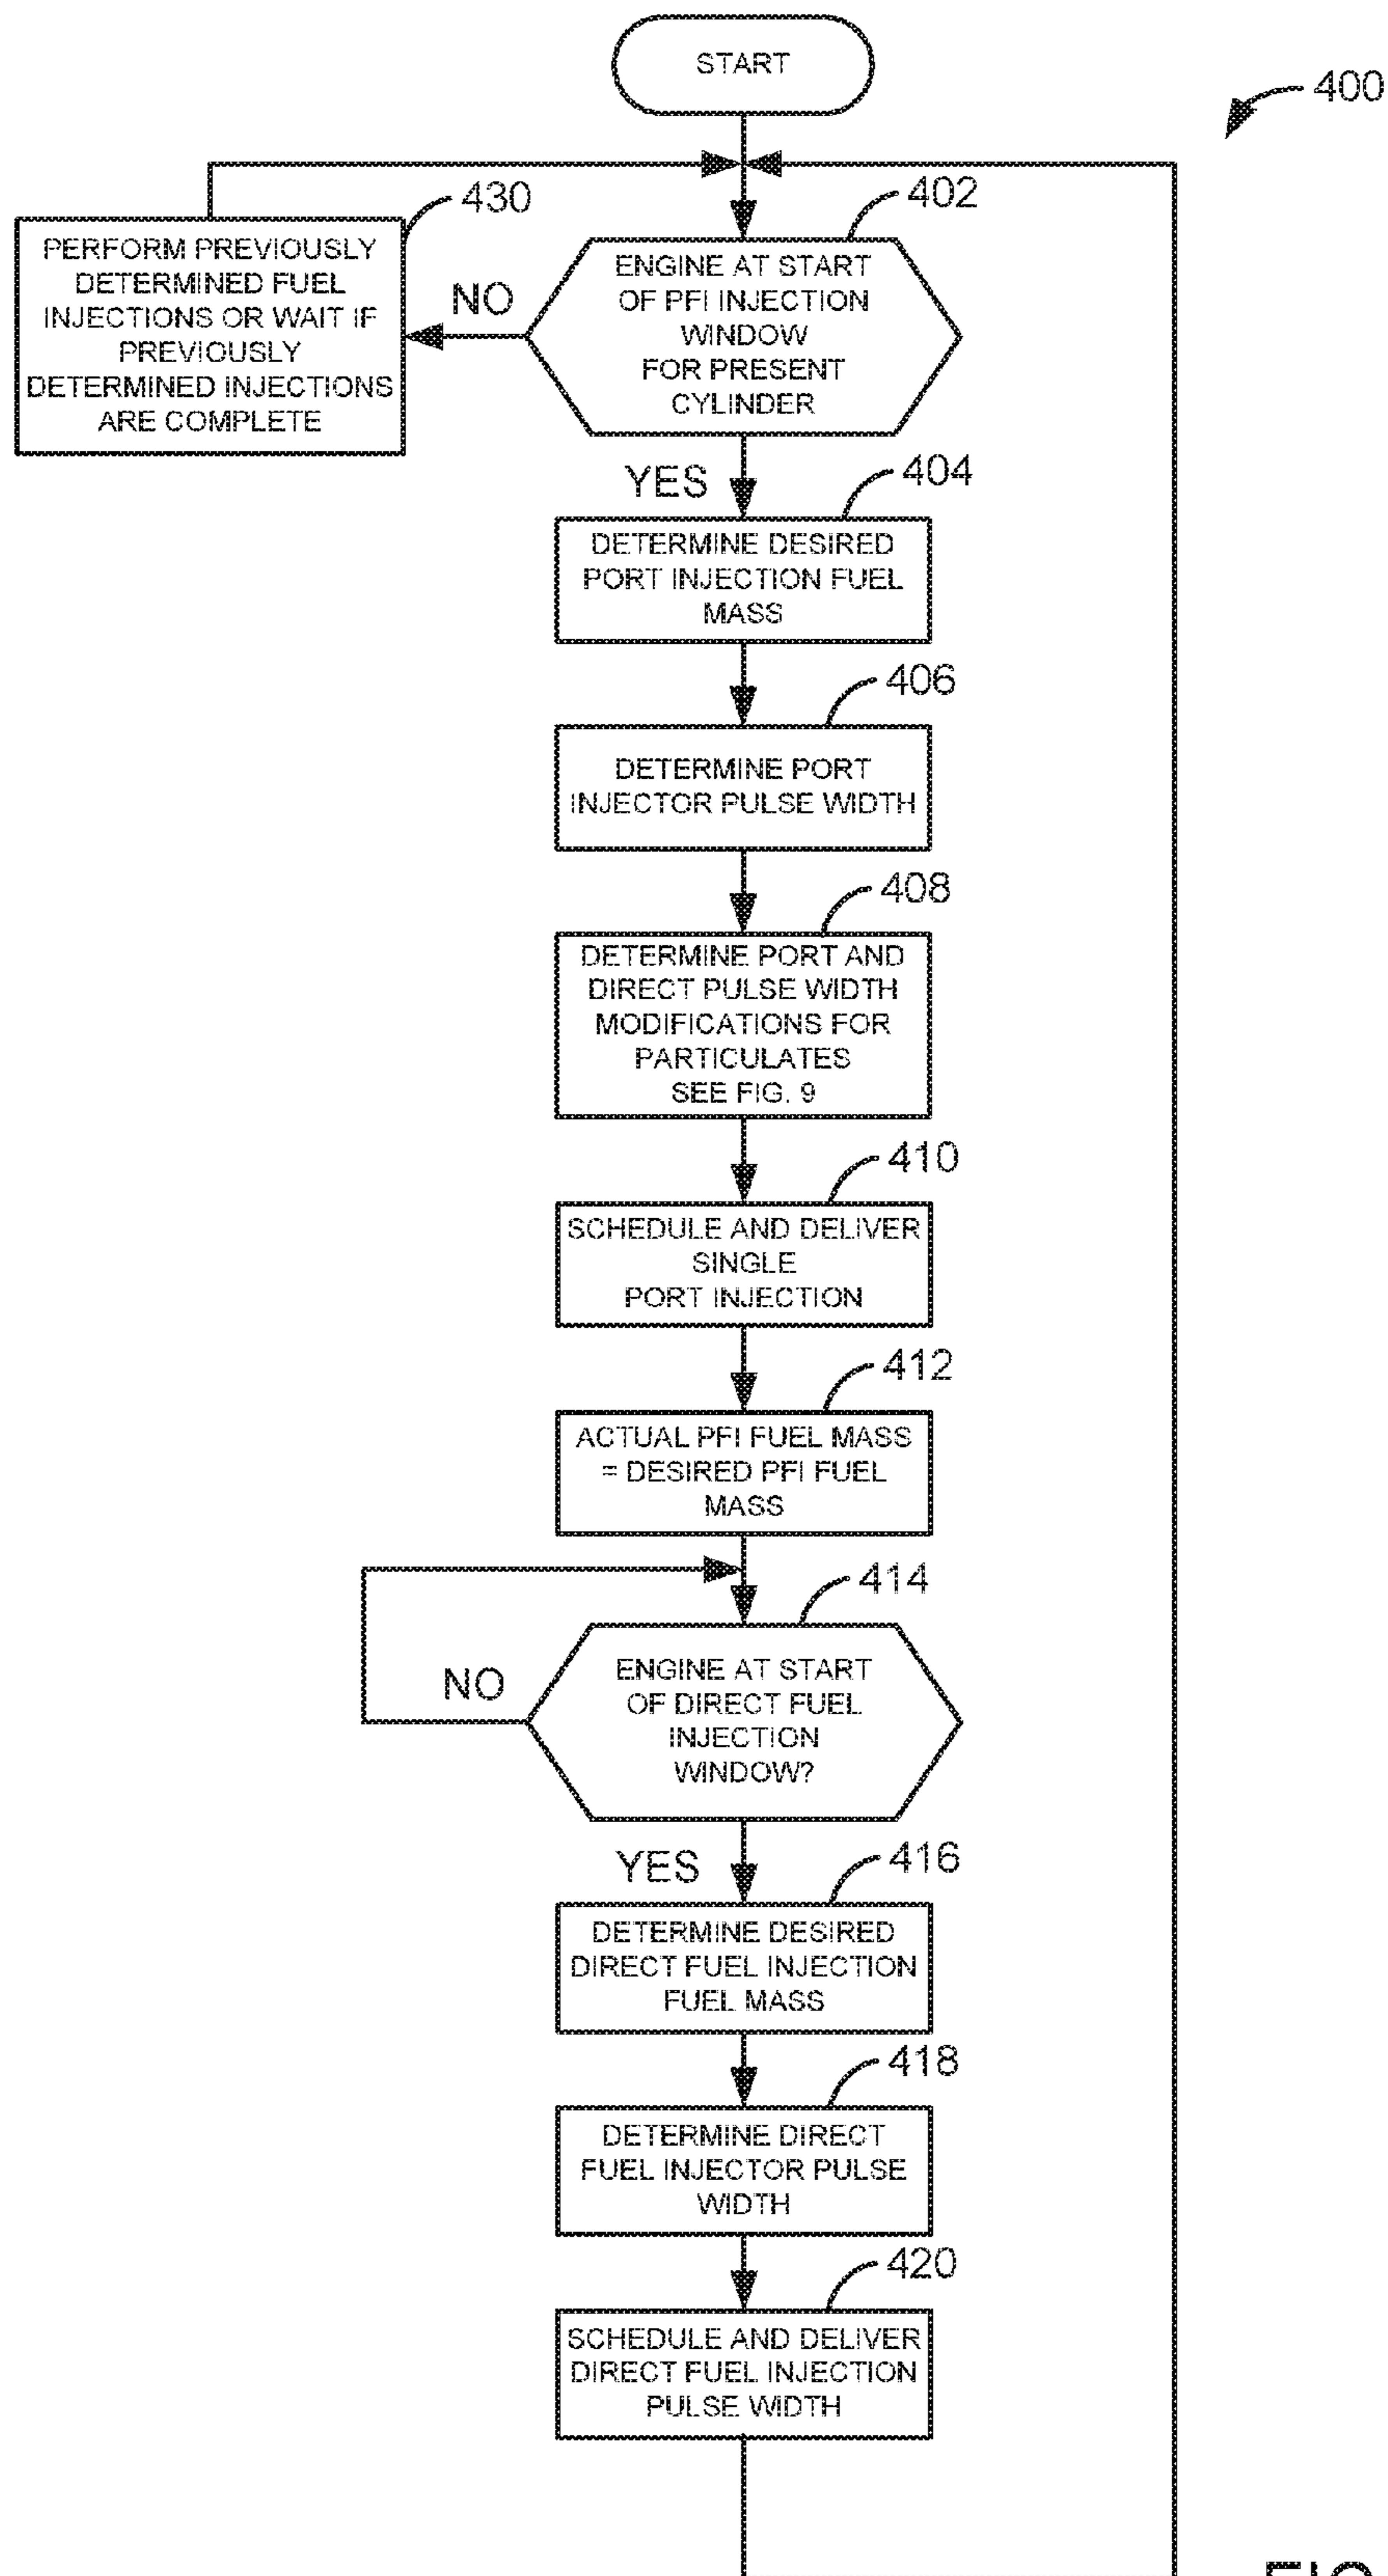 START
400
430
402
PERFORM PREVIOUSLY
DETERMINED FUEL
INJECTIONS OR WAIT IF
PREVIOUSLY
DETERMINED INJECTIONS
ARE COMPLETE
NO
ENGINE AT START
OF PFI INJECTION
WINDOW
FOR PRESENT
CYLINDER
YES
404
DETERMINE DESIRED
PORT INJECTION FUEL
MASS
406
DETERMINE PORT
INJECTOR PULSE WIDTH
408
DETERMINE PORT AND
DIRECT PULSE WIDTH
MODIFICATIONS FOR
PARTICULATES
SEE FIG. 9
410
SCHEDULE AND DELIVER
SINGLE
PORT INJECTION
412
ACTUAL PFI FUEL MASS
= DESIRED PFI FUEL
MASS
414
NO
ENGINE AT START
OF DIRECT FUEL
INJECTION
WINDOW?
YES
416
DETERMINE DESIRED
DIRECT FUEL INJECTION
FUEL MASS
418
DETERMINE DIRECT
FUEL INJECTOR PULSE
WIDTH
420
SCHEDULE AND DELIVER
DIRECT FUEL INJECTION
PULSE WIDTH